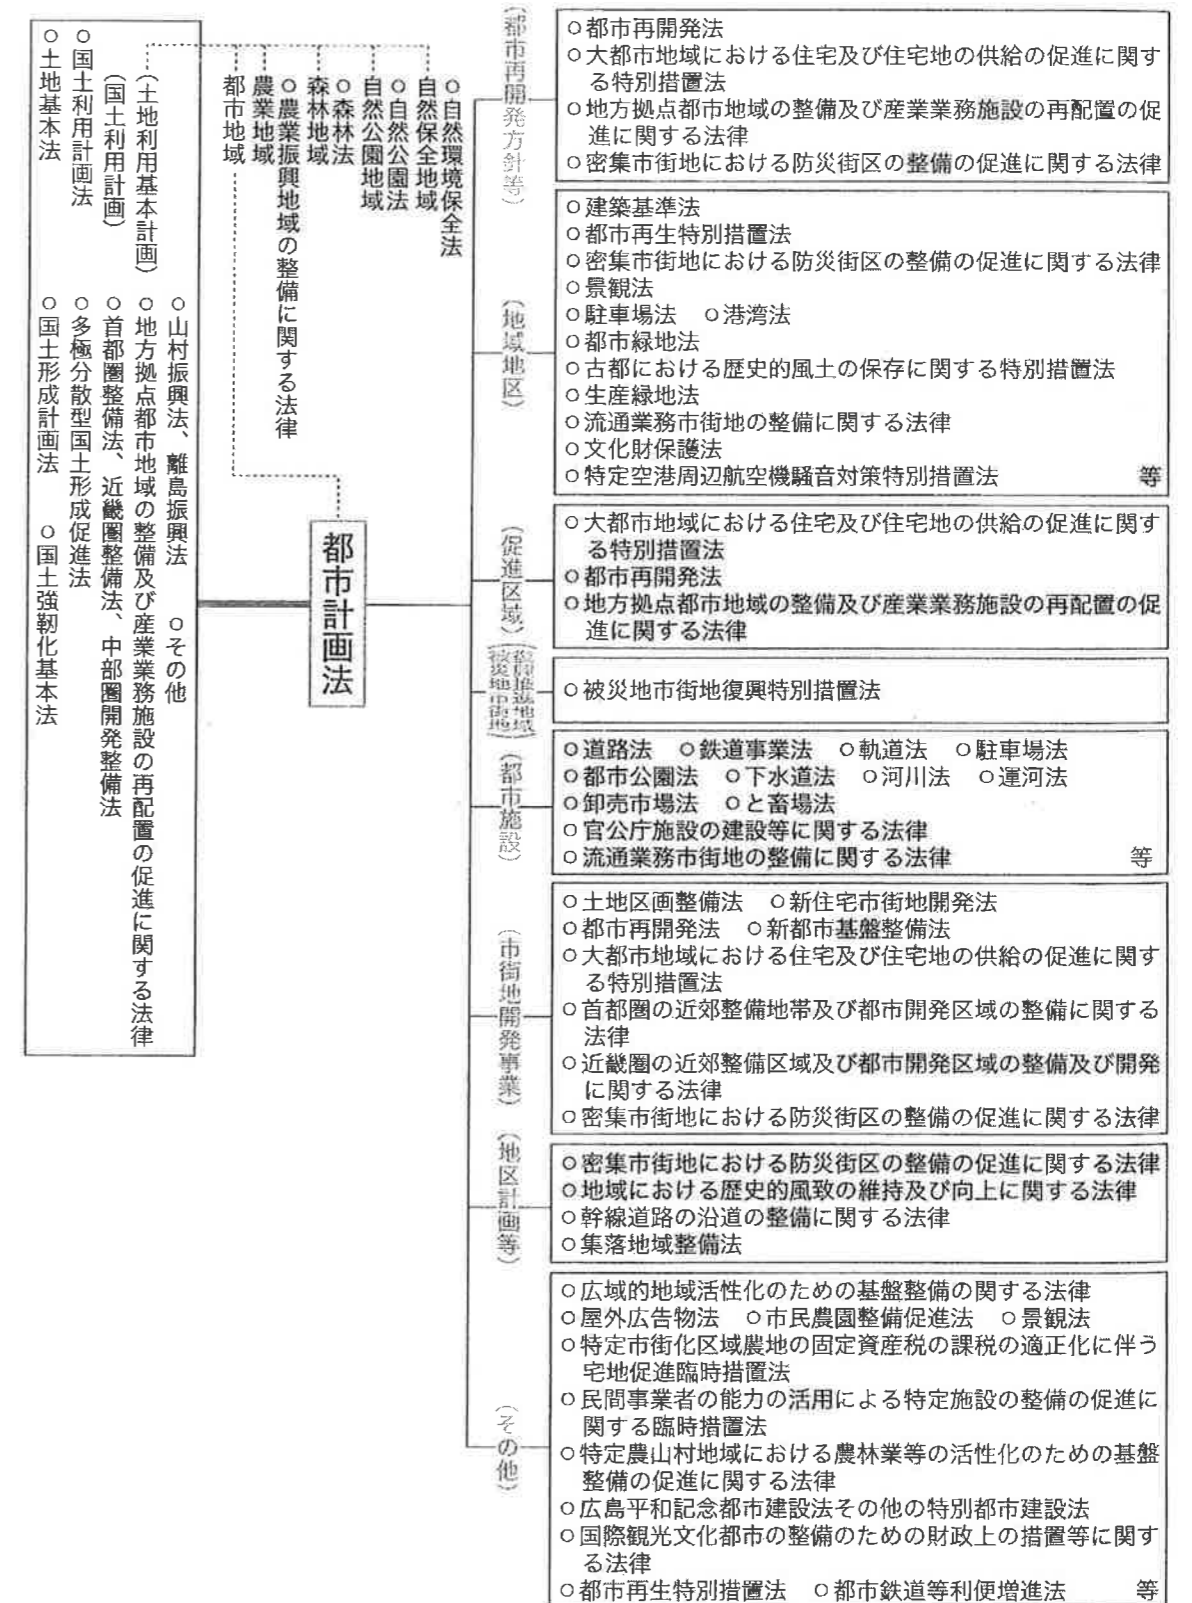 ○土地基本法
○国土利用計画法
(国土利用計画)
(土地利用基本計画)
○国土形成計画法　○国土強靭化基本法
○多極分散型国土形成促進法
○首都圏整備法、近畿圏整備法、中部圏開発整備法
○地方拠点都市地域の整備及び産業業務施設の再配置の促進に関する法律
○山村振興法、離島振興法　○その他
都市地域
農業地域
○農業振興地域の整備に関する法律
森林地域
○森林法
自然公園地域
○自然公園法
自然保全地域
○自然環境保全法
都市計画法
(都市再開発方針等)
○都市再開発法
○大都市地域における住宅及び住宅地の供給の促進に関す
る特別措置法
○地方拠点都市地域の整備及び産業業務施設の再配置の促
進に関する法律
○密集市街地における防災街区の整備の促進に関する法律
(地域地区)
○建築基準法
○都市再生特別措置法
○密集市街地における防災街区の整備の促進に関する法律
○景観法
○駐車場法　○港湾法
○都市緑地法
○古都における歴史的風土の保存に関する特別措置法
○生産緑地法
○流通業務市街地の整備に関する法律
○文化財保護法
○特定空港周辺航空機騒音対策特別措置法　等
(促進区域)
○大都市地域における住宅及び住宅地の供給の促進に関す
る特別措置法
○都市再開発法
○地方拠点都市地域の整備及び産業業務施設の再配置の促
進に関する法律
(被災地市街地
復興推進地域)
○被災地市街地復興特別措置法
(都市施設)
○道路法　○鉄道事業法　○軌道法　○駐車場法
○都市公園法　○下水道法　○河川法　○運河法
○卸売市場法　○と畜場法
○官公庁施設の建設等に関する法律
○流通業務市街地の整備に関する法律　等
(市街地開発事業)
○土地区画整備法　○新住宅市街地開発法
○都市再開発法　○新都市基盤整備法
○大都市地域における住宅及び住宅地の供給の促進に関す
る特別措置法
○首都圏の近郊整備地帯及び都市開発区域の整備に関する
法律
○近畿圏の近郊整備区域及び都市開発区域の整備及び開発
に関する法律
○密集市街地における防災街区の整備の促進に関する法律
(地区計画等)
○密集市街地における防災街区の整備の促進に関する法律
○地域における歴史的風致の維持及び向上に関する法律
○幹線道路の沿道の整備に関する法律
○集落地域整備法
(その他)
○広域的地域活性化のための基盤整備の関する法律
○屋外広告物法　○市民農園整備促進法　○景観法
○特定市街化区域農地の固定資産税の課税の適正化に伴う
宅地促進臨時措置法
○民間事業者の能力の活用による特定施設の整備の促進に
関する臨時措置法
○特定農山村地域における農林業等の活性化のための基盤
整備の促進に関する法律
○広島平和記念都市建設法その他の特別都市建設法
○国際観光文化都市の整備のための財政上の措置等に関す
る法律
○都市再生特別措置法　○都市鉄道等利便増進法　等